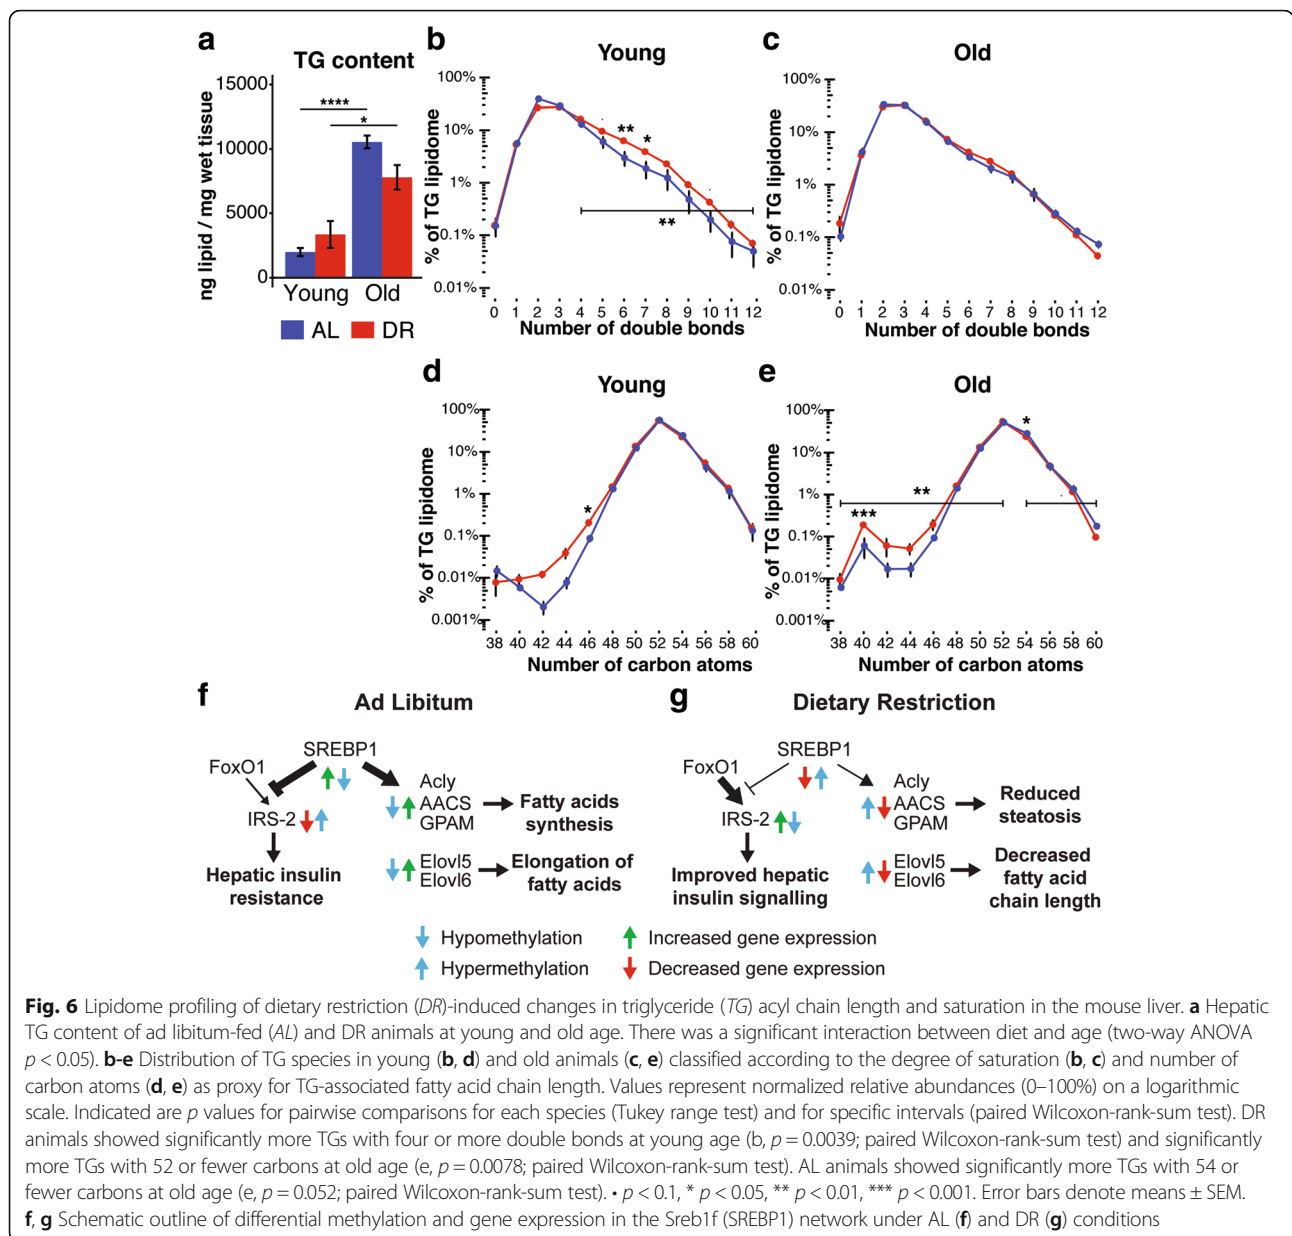 a
TG content
15000
10000
5000
0
ng lipid / mg wet tissue
****
*
Young Old
AL DR
b
Young
100%
10%
1%
0.1%
0.01%
% of TG lipidome
** *
**
0 1 2 3 4 5 6 7 8 9 10 11 12
Number of double bonds
c
Old
100%
10%
1%
0.1%
0.01%
% of TG lipidome
0 1 2 3 4 5 6 7 8 9 10 11 12
Number of double bonds
d
Young
100%
10%
1%
0.1%
0.01%
0.001%
% of TG lipidome
*
38 40 42 44 46 48 50 52 54 56 58 60
Number of carbon atoms
e
Old
100%
10%
1%
0.1%
0.01%
0.001%
% of TG lipidome
*
**
***
38 40 42 44 46 48 50 52 54 56 58 60
Number of carbon atoms
f
Ad Libitum
SREBP1
FoxO1
IRS-2
Hepatic insulin
resistance
Acly
AACS
GPAM
Fatty acids
synthesis
Elovl5
Elovl6
Elongation of
fatty acids
g
Dietary Restriction
SREBP1
FoxO1
IRS-2
Improved hepatic
insulin signalling
Acly
AACS
GPAM
Reduced
steatosis
Elovl5
Elovl6
Decreased
fatty acid
chain length
Hypomethylation
Increased gene expression
Hypermethylation
Decreased gene expression
Fig. 6 Lipidome profiling of dietary restriction (DR)-induced changes in triglyceride (TG) acyl chain length and saturation in the mouse liver. a Hepatic
TG content of ad libitum-fed (AL) and DR animals at young and old age. There was a significant interaction between diet and age (two-way ANOVA
p < 0.05). b-e Distribution of TG species in young (b, d) and old animals (c, e) classified according to the degree of saturation (b, c) and number of
carbon atoms (d, e) as proxy for TG-associated fatty acid chain length. Values represent normalized relative abundances (0–100%) on a logarithmic
scale. Indicated are p values for pairwise comparisons for each species (Tukey range test) and for specific intervals (paired Wilcoxon-rank-sum test). DR
animals showed significantly more TGs with four or more double bonds at young age (b, p = 0.0039; paired Wilcoxon-rank-sum test) and significantly
more TGs with 52 or fewer carbons at old age (e, p = 0.0078; paired Wilcoxon-rank-sum test). AL animals showed significantly more TGs with 54 or
fewer carbons at old age (e, p = 0.052; paired Wilcoxon-rank-sum test). • p < 0.1, * p < 0.05, ** p < 0.01, *** p < 0.001. Error bars denote means ± SEM.
f, g Schematic outline of differential methylation and gene expression in the Sreb1f (SREBP1) network under AL (f) and DR (g) conditions